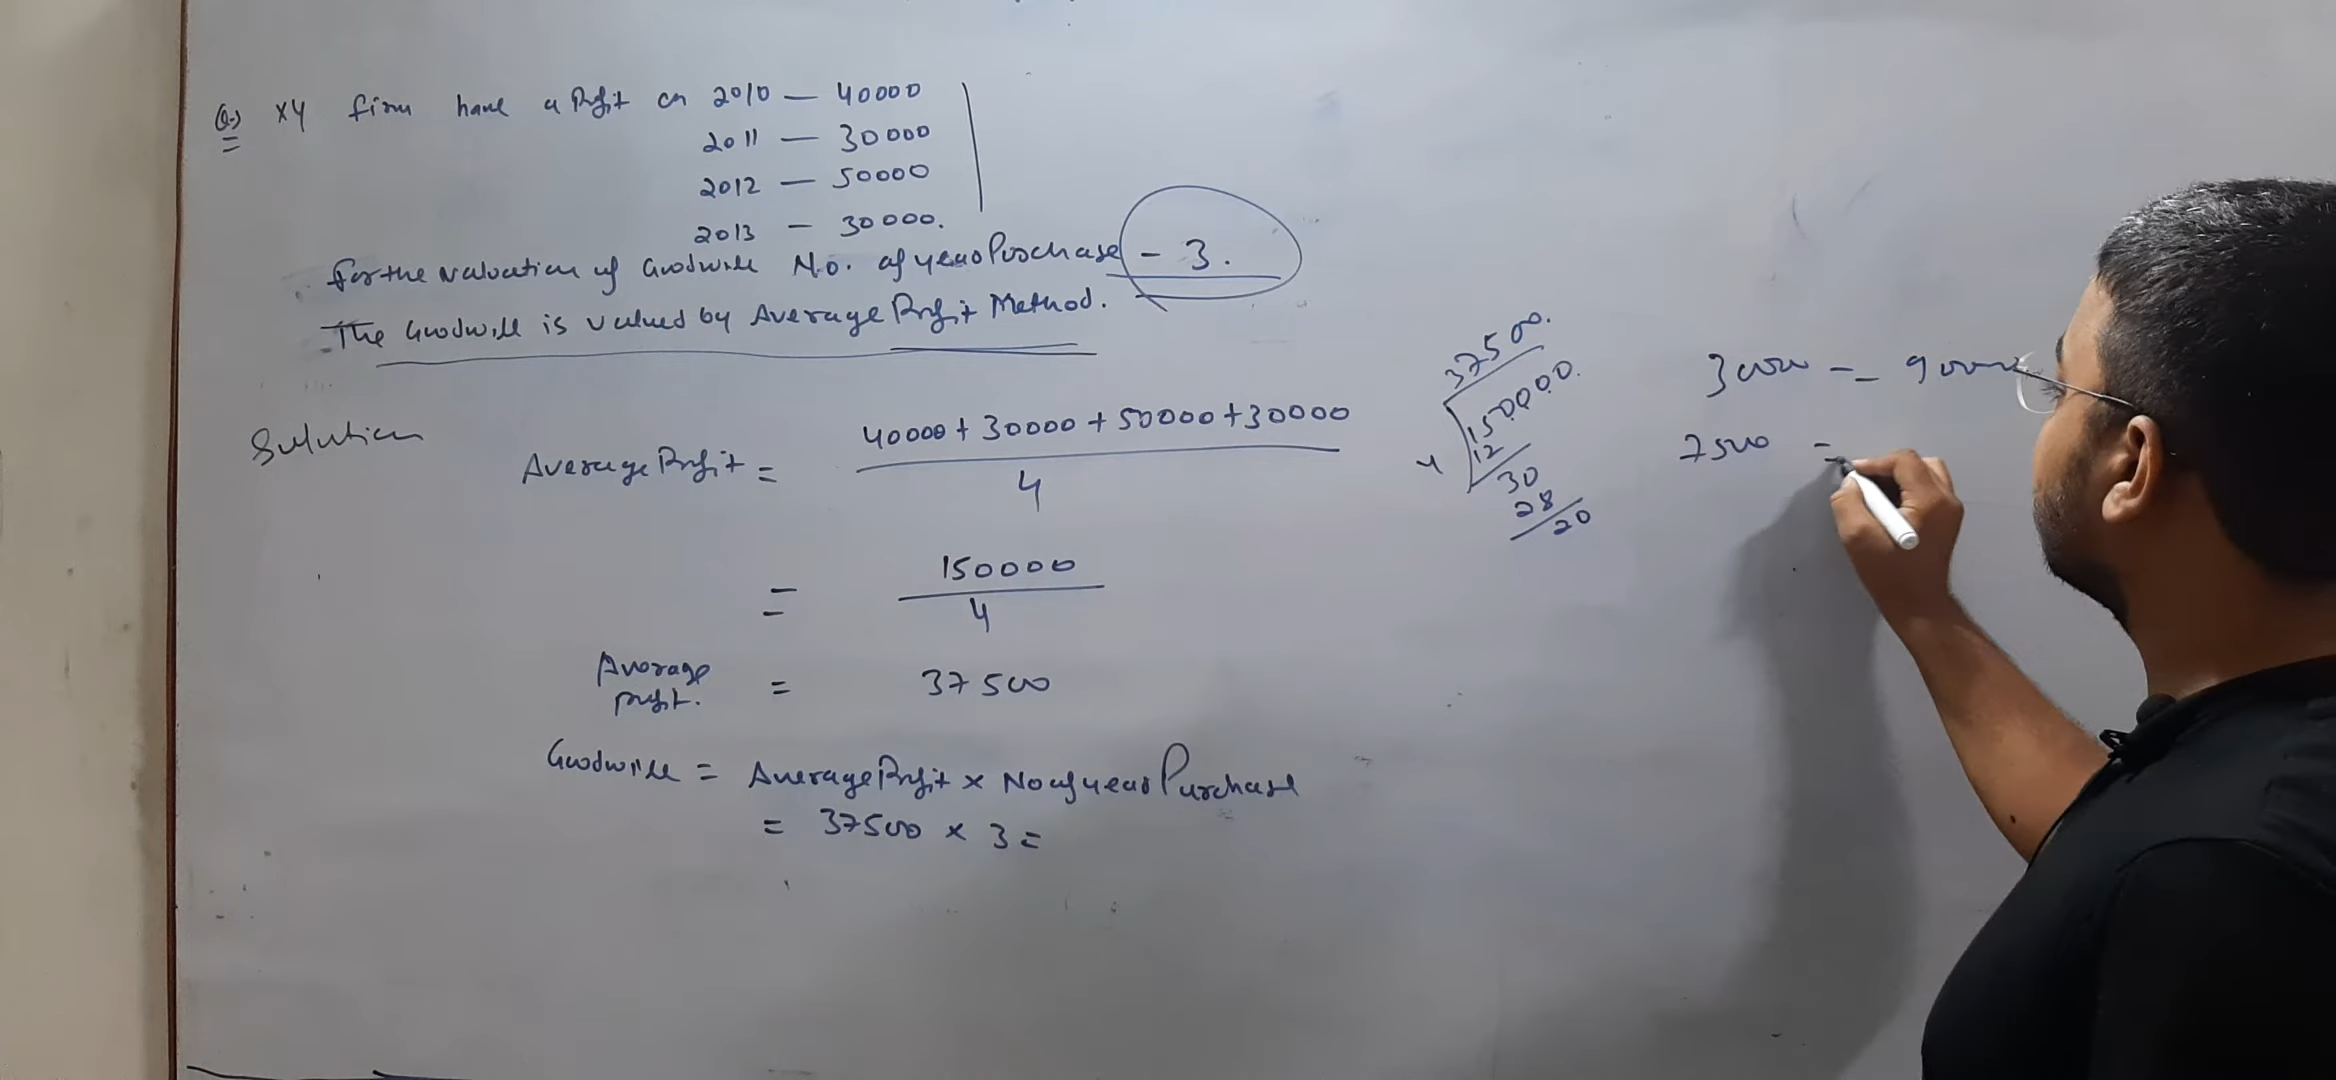 Q.) XY firm have a Profit on 2010 — 40000
2011 — 30000
2012 — 50000
2013 — 30000.
for the valuation of Goodwill No. of years Purchase - 3.
The Goodwill is valued by Average Profit Method.
Solution
Average Profit = 40000 + 30000 + 50000 + 30000
4
= 150000
4
Average profit. = 37500
Goodwill = Average Profit x No of year Purchase
= 37500 x 3 =
37500.
4 150000.
12
30
28
20
30000 = 90000
7500 =